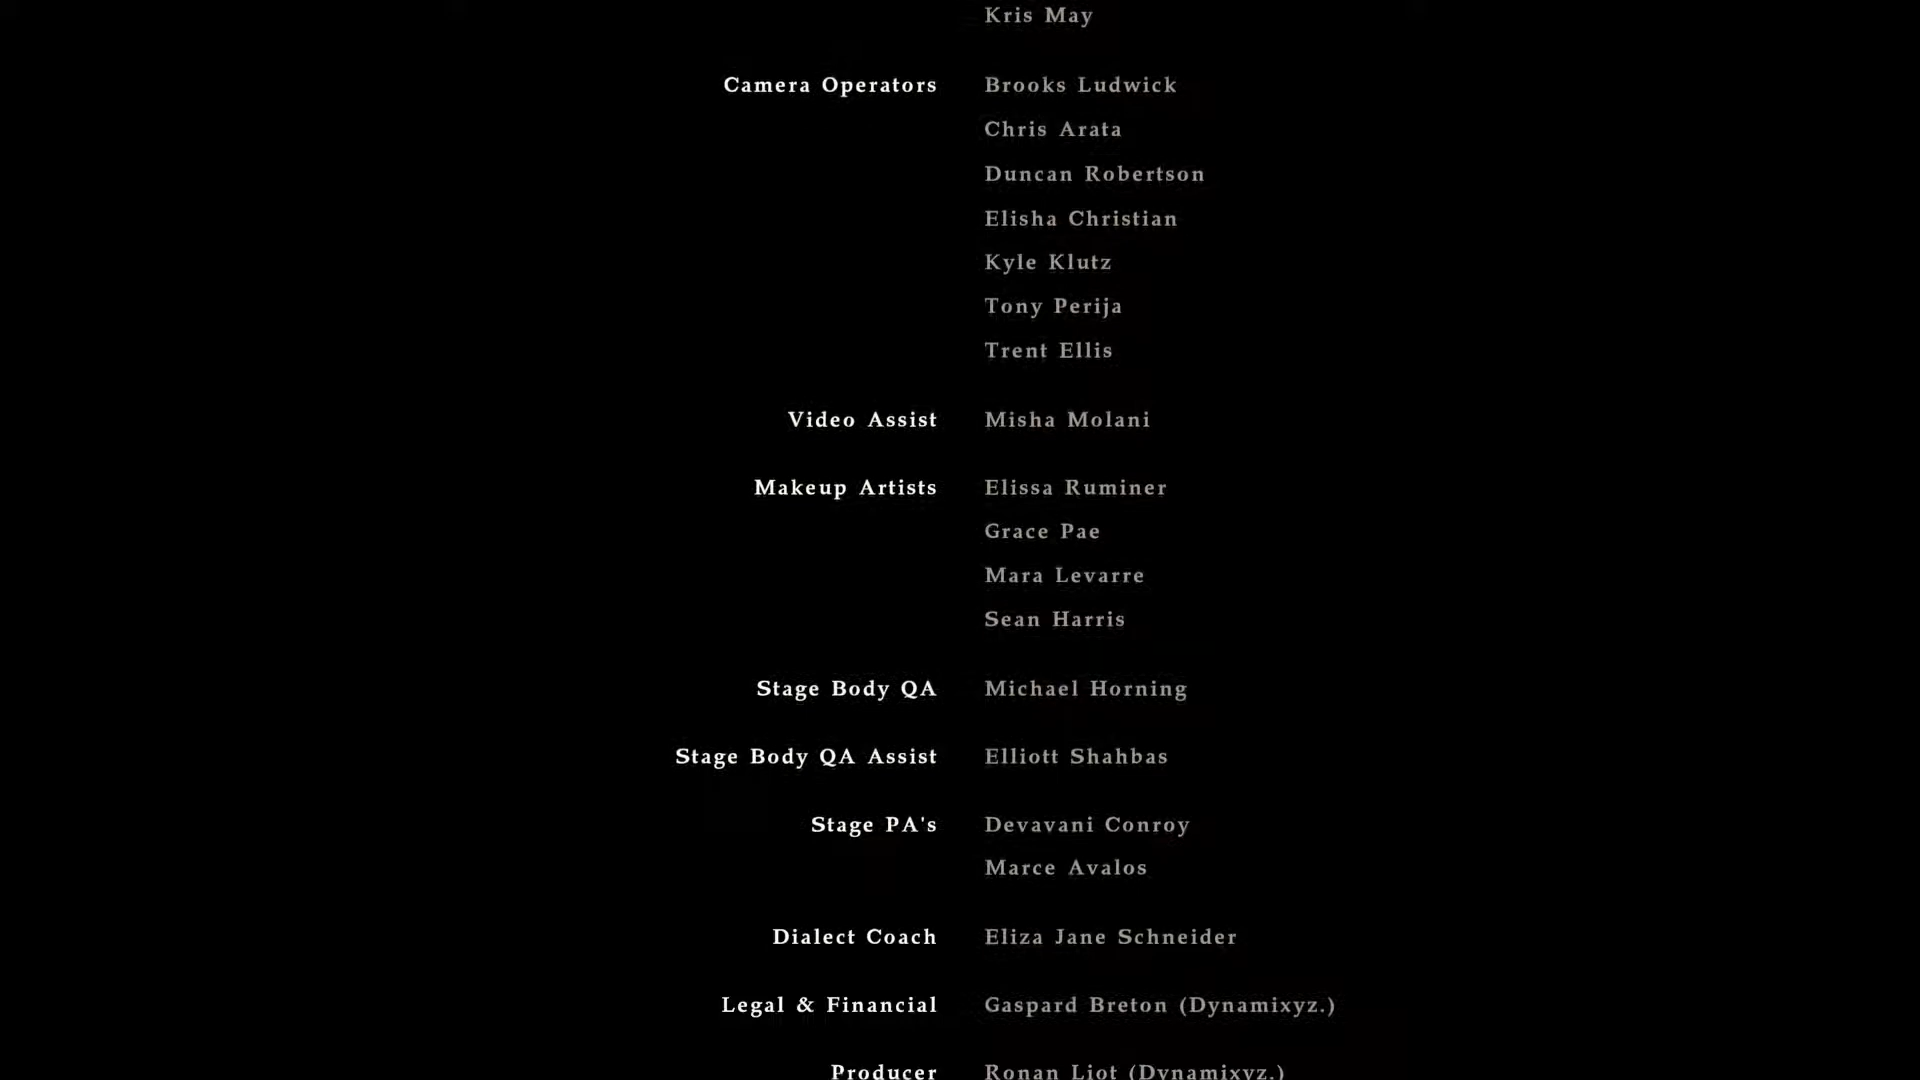 Kris May
Camera Operators Brooks Ludwick
Chris Arata
Duncan Robertson
Elisha Christian
Kyle Klutz
Tony Perija
Trent Ellis
Video Assist Misha Molani
Makeup Artists Elissa Ruminer
Grace Pae
Mara Levarre
Sean Harris
Stage Body QA Michael Horning
Stage Body QA Assist Elliott Shahbas
Stage PA's Devavani Conroy
Marce Avalos
Dialect Coach Eliza Jane Schneider
Legal & Financial Gaspard Breton (Dynamixyz.)
Producer Ronan Liot (Dynamixyz.)